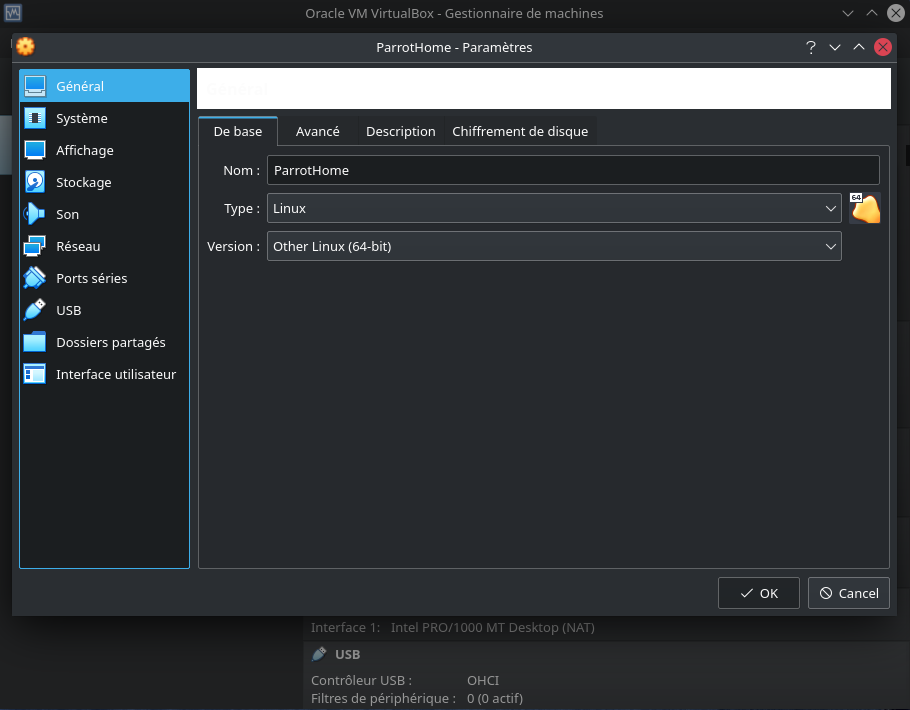 Oracle VM VirtualBox - Gestionnaire de machines
ParrotHome - Paramètres
Général
Système
Affichage
Stockage
Son
Réseau
Ports séries
USB
Dossiers partagés
Interface utilisateur
Général
De base Avancé Description Chiffrement de disque
Nom : ParrotHome
Type : Linux
64
Version : Other Linux (64-bit)
OK Cancel
Interface 1: Intel PRO/1000 MT Desktop (NAT)
USB
Contrôleur USB : OHCI
Filtres de périphérique : 0 (0 actif)